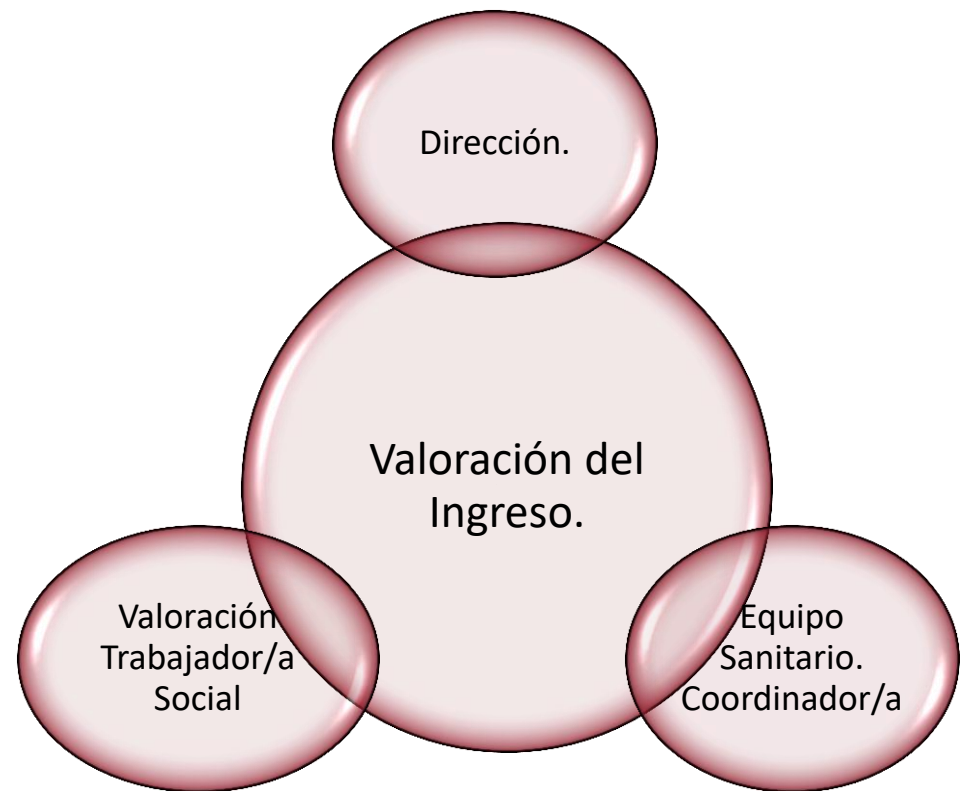 Dirección.
Valoración del
Ingreso.
Valoración
Trabajador/a
Social
Equipo
Sanitario.
Coordinador/a